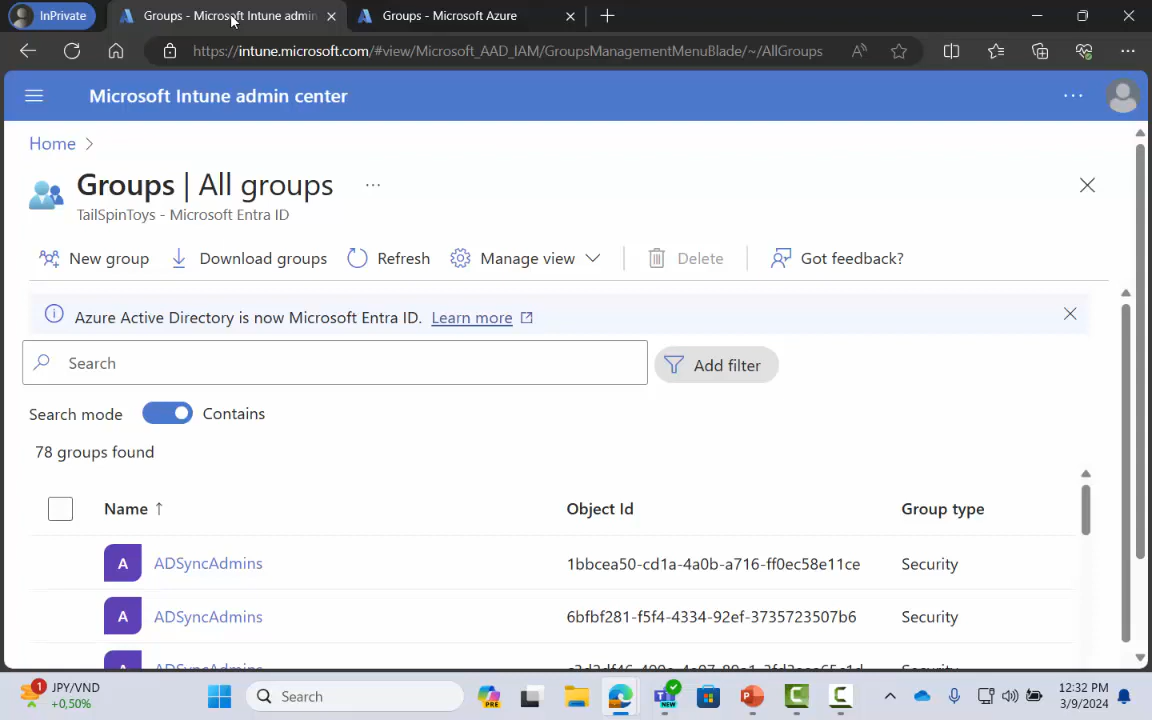 InPrivate
Groups - Microsoft Intune admin
Groups - Microsoft Azure
https://intune.microsoft.com/#view/Microsoft_AAD_IAM/GroupsManagementMenuBlade/~/AllGroups
Microsoft Intune admin center
Home
Groups | All groups
TailSpinToys - Microsoft Entra ID
New group
Download groups
Refresh
Manage view
Delete
Got feedback?
Azure Active Directory is now Microsoft Entra ID. Learn more
Search
Add filter
Search mode
Contains
78 groups found
Name ↑
Object Id
Group type
A
ADSyncAdmins
1bbcea50-cd1a-4a0b-a716-ff0ec58e11ce
Security
A
ADSyncAdmins
6bfbf281-f5f4-4334-92ef-3735723507b6
Security
A
ADSyncAdmins
Security
1
JPY/VND
+0,50%
Search
PRE
NEW
12:32 PM
3/9/2024